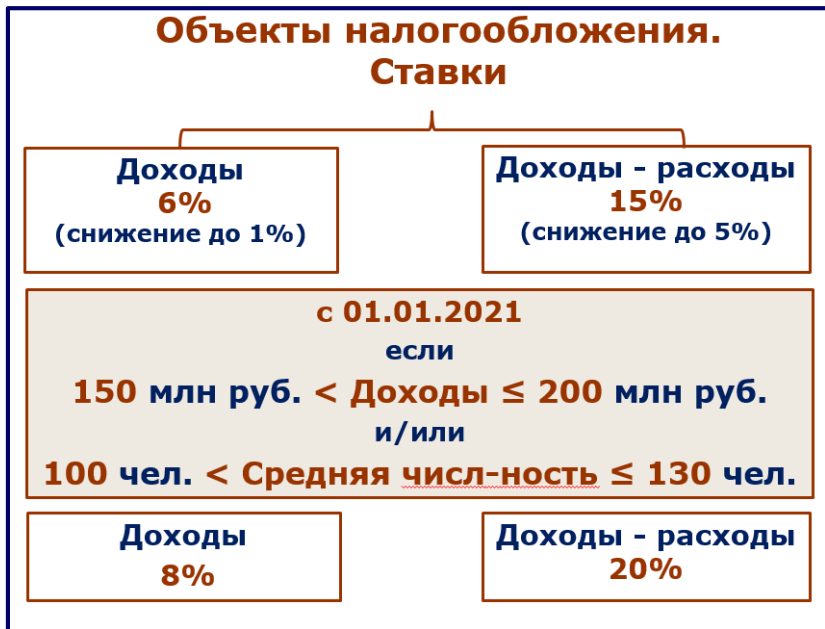 Объекты налогообложения.
Ставки
Доходы
6%
(снижение до 1%)
Доходы – расходы
15%
(снижение до 5%)
с 01.01.2021
если
150 млн руб. < Доходы ≤ 200 млн руб.
и/или
100 чел. < Средняя числ-ность ≤ 130 чел.
Доходы
8%
Доходы – расходы
20%